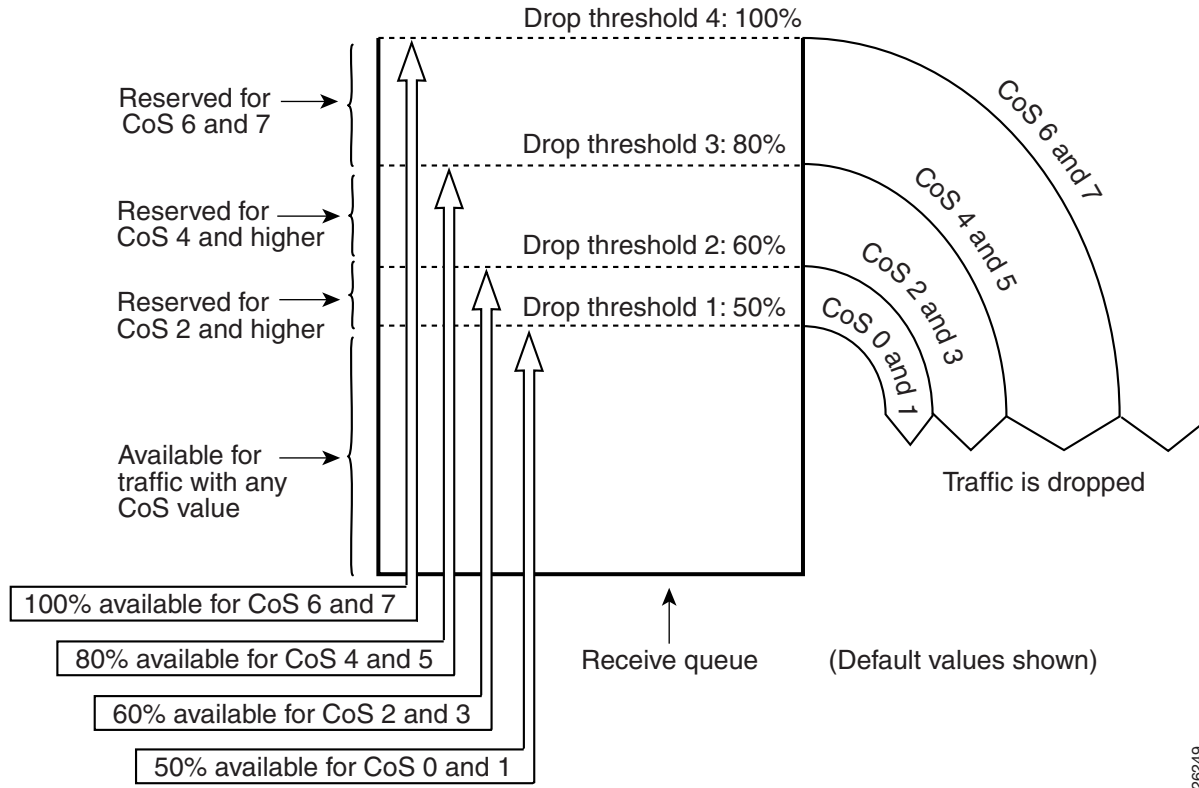 Drop threshold 4: 100%
Reserved for
CoS 6 and 7
CoS 6 and 7
Drop threshold 3: 80%
Reserved for
CoS 4 and higher
CoS 4 and 5
Drop threshold 2: 60%
Reserved for
CoS 2 and higher
CoS 2 and 3
Drop threshold 1: 50%
CoS 0 and 1
Available for
traffic with any
CoS value
Traffic is dropped
100% available for CoS 6 and 7
80% available for CoS 4 and 5
Receive queue
(Default values shown)
60% available for CoS 2 and 3
50% available for CoS 0 and 1
26249